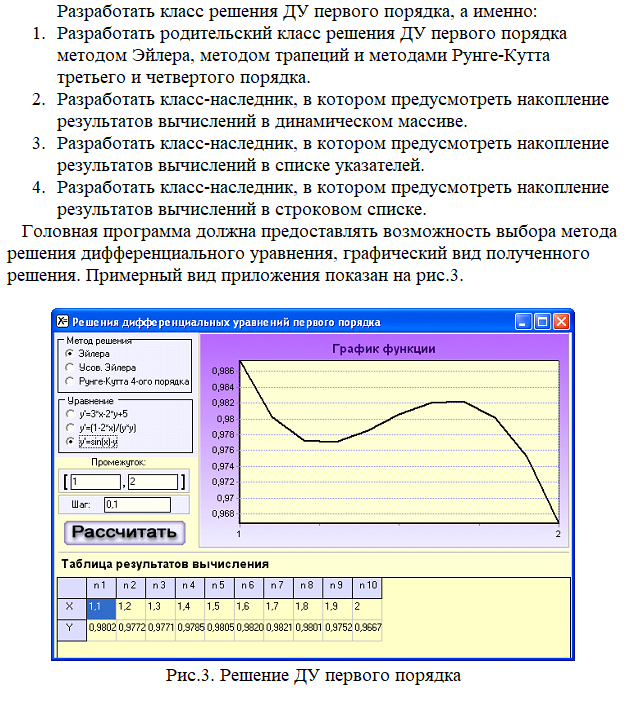 Разработать класс решения ДУ первого порядка, а именно:
1. Разработать родительский класс решения ДУ первого порядка
методом Эйлера, методом трапеций и методами Рунге-Кутта
третьего и четвертого порядка.
2. Разработать класс-наследник, в котором предусмотреть накопление
результатов вычислений в динамическом массиве.
3. Разработать класс-наследник, в котором предусмотреть накопление
результатов вычислений в списке указателей.
4. Разработать класс-наследник, в котором предусмотреть накопление
результатов вычислений в строковом списке.
Головная программа должна предоставлять возможность выбора метода
решения дифференциального уравнения, графический вид полученного
решения. Примерный вид приложения показан на рис.3.
X= Решения дифференциальных уравнений первого порядка
Метод решения
Эйлера
Усов. Эйлера
Рунге-Кутта 4-ого порядка
Уравнение
y'=3*x-2*y+5
y'=(1-2*x)/(y*y)
y'=sin(x)-y
Промежуток:
[ 1 , 2 ]
Шаг: 0,1
Рассчитать
График функции
0,986
0,984
0,982
0,98
0,978
0,976
0,974
0,972
0,97
0,968
1 2
Таблица результатов вычисления
n 1 n 2 n 3 n 4 n 5 n 6 n 7 n 8 n 9 n 10
X 1,1 1,2 1,3 1,4 1,5 1,6 1,7 1,8 1,9 2
Y 0,9802 0,9772 0,9771 0,9785 0,9805 0,9820 0,9821 0,9801 0,9752 0,9667
Рис.3. Решение ДУ первого порядка